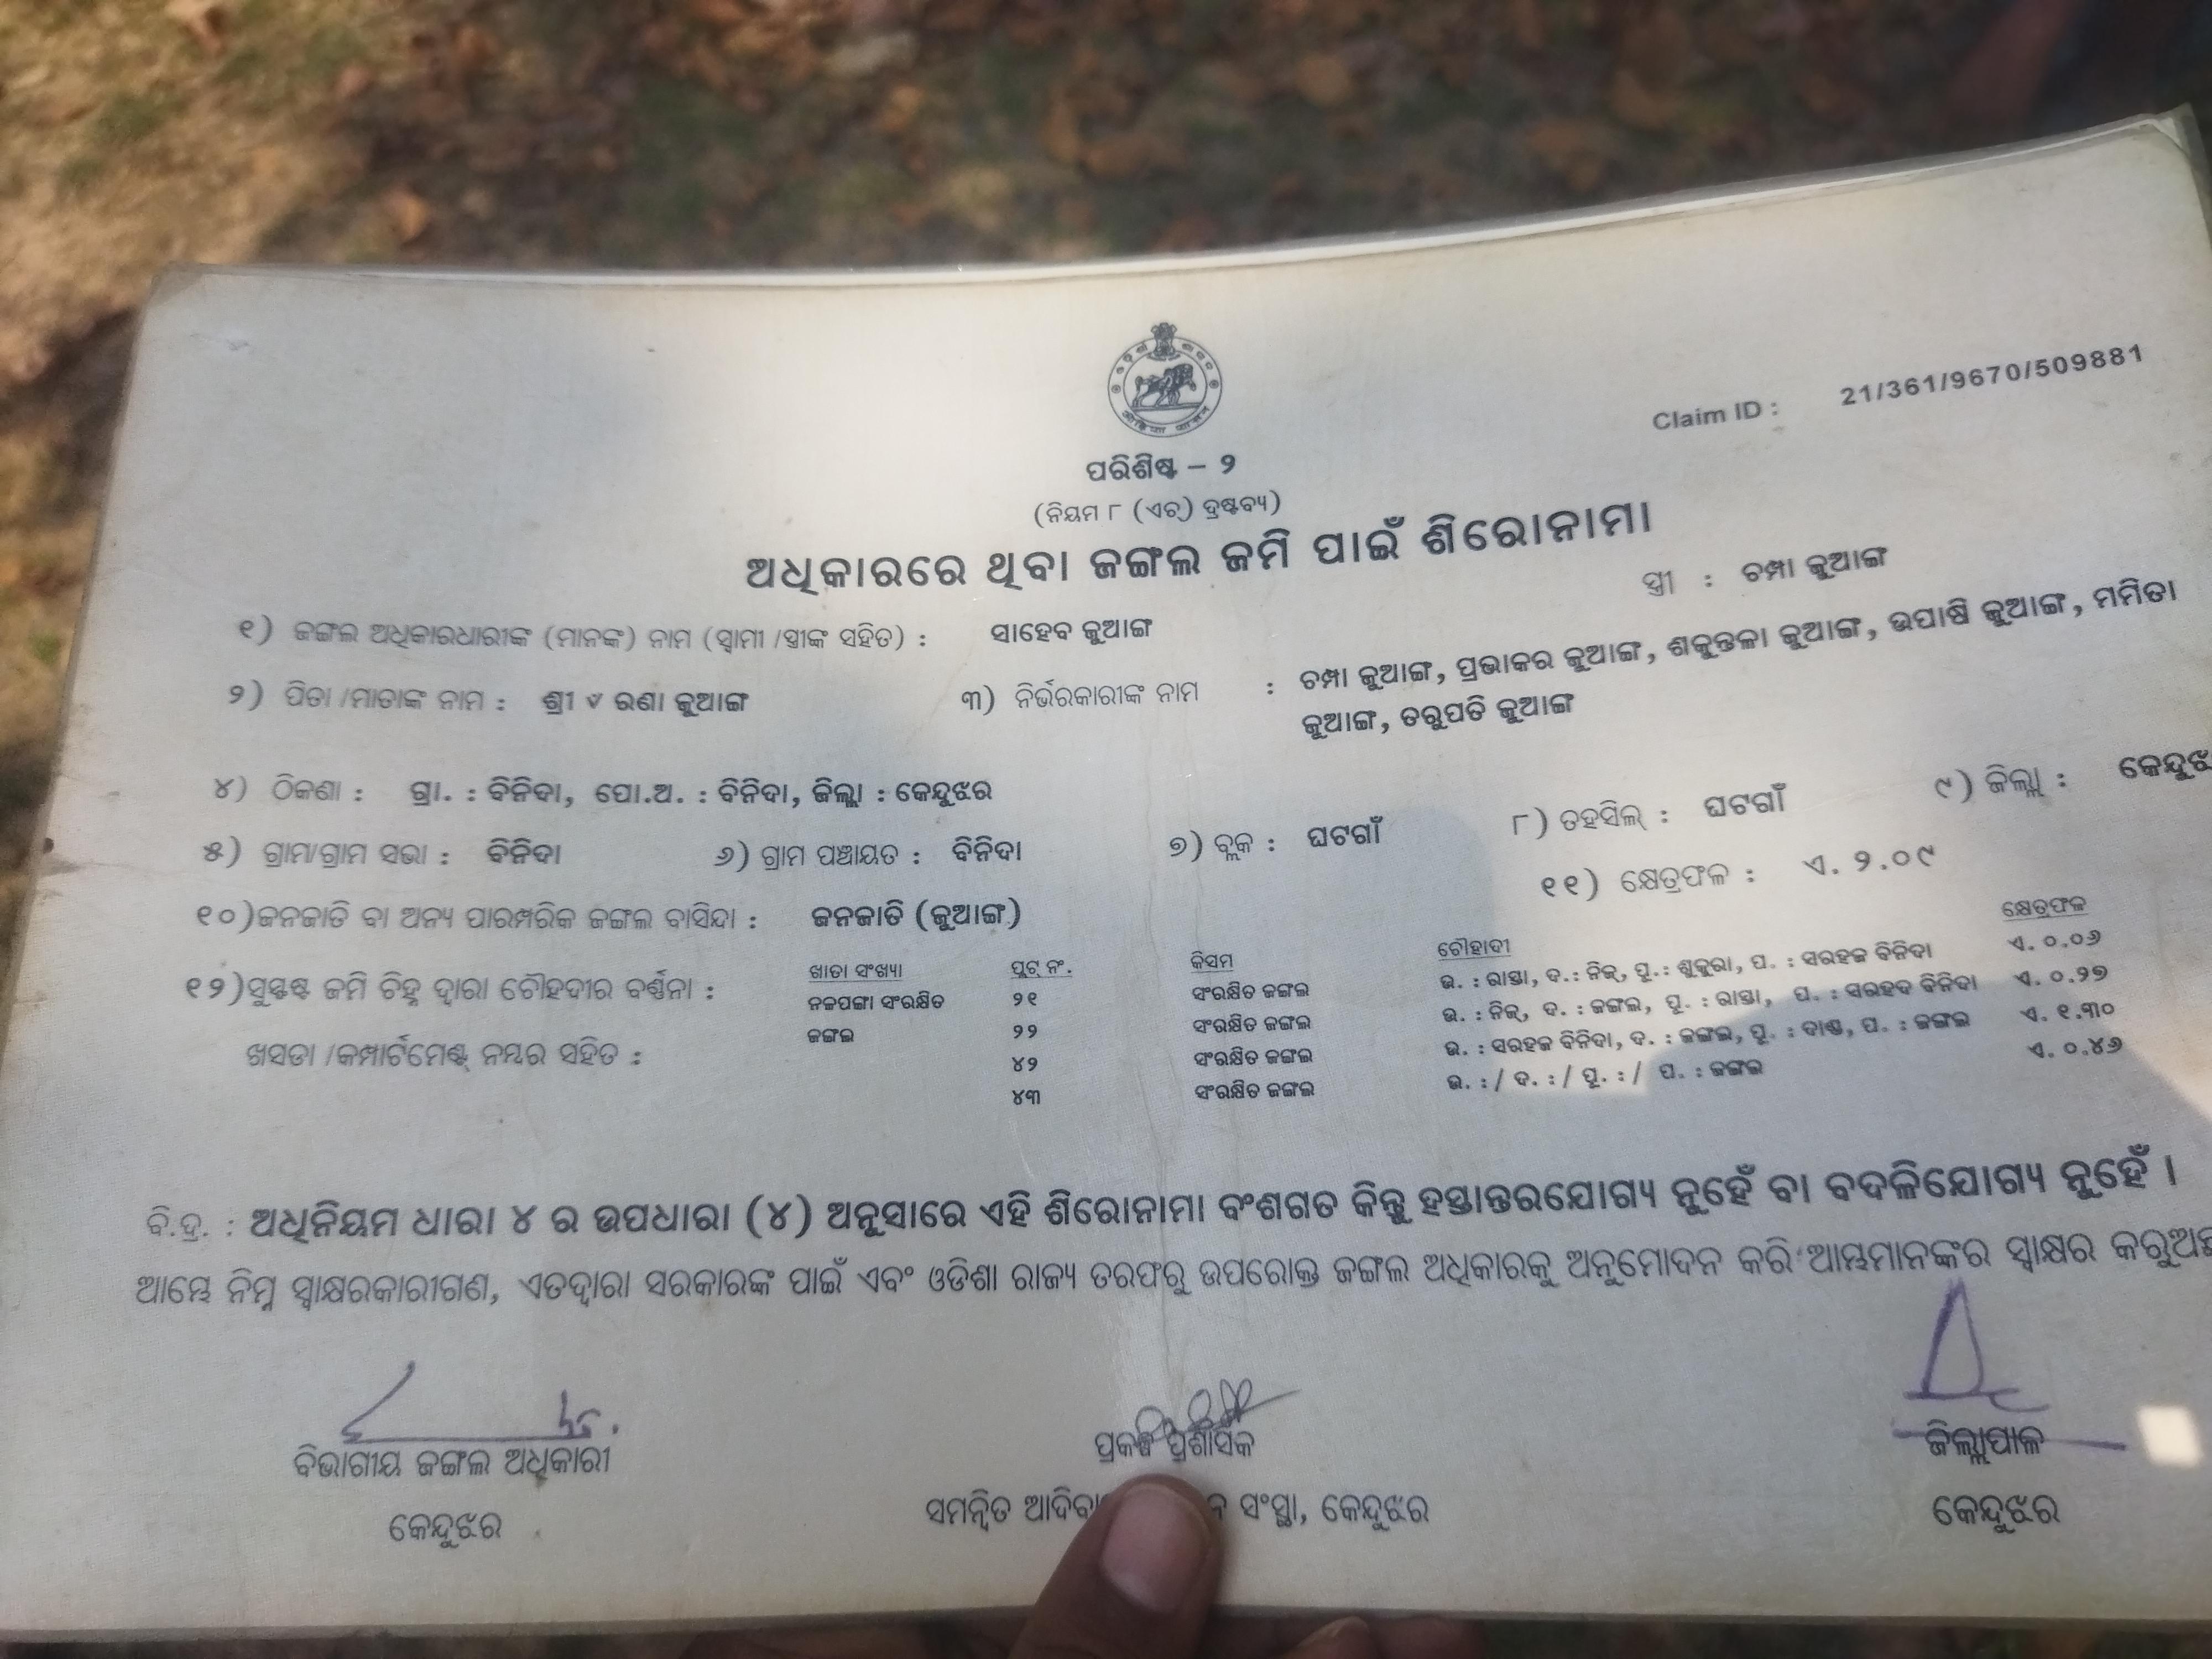 Claim ID : 21/361/9670/509881
ପରିଶିଷ୍ଟ – ୨
(ନିୟମ ୮ (ଏଚ୍) ଦ୍ରଷ୍ଟବ୍ୟ)
ଅଧିକାରରେ ଥିବା ଜଙ୍ଗଲ ଜମି ପାଇଁ ଶିରୋନାମା
୧) ଜଙ୍ଗଲ ଅଧିକାରଧାରୀଙ୍କ (ମାନଙ୍କ) ନାମ (ସ୍ଵାମୀ /ସ୍ତ୍ରୀଙ୍କ ସହିତ) : ସାହେବ ଜୁଆଙ୍ଗ ସ୍ତ୍ରୀ : ଚମ୍ପା ଜୁଆଙ୍ଗ
୨) ପିତା /ମାତାଙ୍କ ନାମ : ଶ୍ରୀ ୰ ରଣା ଜୁଆଙ୍ଗ ୩) ନିର୍ଭରକାରୀଙ୍କ ନାମ : ଚମ୍ପା ଜୁଆଙ୍ଗ, ପ୍ରଭାକର ଜୁଆଙ୍ଗ, ଶକୁନ୍ତଳା ଜୁଆଙ୍ଗ, ଉପାଷି ଜୁଆଙ୍ଗ, ମମିତା
ଜୁଆଙ୍ଗ, ତରୁପତି ଜୁଆଙ୍ଗ
୪) ଠିକଣା : ଗ୍ରା. : ବିନିଦା, ପୋ.ଅ. : ବିନିଦା, ଜିଲ୍ଲା : କେନ୍ଦୁଝର
୫) ଗ୍ରାମ/ଗ୍ରାମ ସଭା : ବିନିଦା ୬) ଗ୍ରାମ ପଞ୍ଚାୟତ : ବିନିଦା ୭) ବ୍ଲକ : ଘଟଗାଁ ୮) ତହସିଲ୍ : ଘଟଗାଁ ୯) ଜିଲ୍ଲା :
୧୦)ଜନଜାତି ବା ଅନ୍ୟ ପାରମ୍ପରିକ ଜଙ୍ଗଲ ବାସିନ୍ଦା : ଜନଜାତି (ଜୁଆଙ୍ଗ) ୧୧) କ୍ଷେତ୍ରଫଳ : ଏ. ୨.୦୯
୧୨)ସୁସ୍ପଷ୍ଟ ଜମି ଚିହ୍ନ ଦ୍ୱାରା ଚୌହଦୀର ବର୍ଣ୍ଣନା :
ଖସଡା /କମ୍ପାର୍ଟମେଣ୍ଟ୍ ନମ୍ବର ସହିତ :
ଖାତା ସଂଖ୍ୟା ପ୍ଲଟ୍ ନଂ. କିସମ ଚୌହାଦୀ କ୍ଷେତ୍ରଫଳ
ନଳପଙ୍ଗା ସଂରକ୍ଷିତ ୨୧ ସଂରକ୍ଷିତ ଜଙ୍ଗଲ ଉ. : ରାସ୍ତା, ଦ.: ନିଜ୍, ପୂ.: ଶୁକୁରା, ପ. : ସରହଦ ବିନିଦା ଏ. ୦.୦୬
ଜଙ୍ଗଲ ୨୨ ସଂରକ୍ଷିତ ଜଙ୍ଗଲ ଉ. : ନିଜ୍, ଦ. : ଜଙ୍ଗଲ, ପୂ. : ରାସ୍ତା, ପ. : ସରହଦ ବିନିଦା ଏ. ୦.୨୭
୪୨ ସଂରକ୍ଷିତ ଜଙ୍ଗଲ ଉ. : ସରହଦ ବିନିଦା, ଦ. : ଜଙ୍ଗଲ, ପୂ. : ଦାଣ୍ଡ, ପ. : ଜଙ୍ଗଲ ଏ. ୧.୩୦
୪୩ ସଂରକ୍ଷିତ ଜଙ୍ଗଲ ଉ. : / ଦ. : / ପୂ. : / ପ. : ଜଙ୍ଗଲ ଏ. ୦.୪୬
ବି.ଦ୍ର. : ଅଧିନିୟମ ଧାରା ୪ ର ଉପଧାରା (୪) ଅନୁସାରେ ଏହି ଶିରୋନାମା ବଂଶଗତ କିନ୍ତୁ ହସ୍ତାନ୍ତରଯୋଗ୍ୟ ନୁହେଁ ବା ବଦଳିଯୋଗ୍ୟ ନୁହେଁ ।
ଆମ୍ଭେ ନିମ୍ନ ସ୍ୱାକ୍ଷରକାରୀଗଣ, ଏତଦ୍ୱାରା ସରକାରଙ୍କ ପାଇଁ ଏବଂ ଓଡିଶା ରାଜ୍ୟ ତରଫରୁ ଉପରୋକ୍ତ ଜଙ୍ଗଲ ଅଧିକାରକୁ ଅନୁମୋଦନ କରି ଆମ୍ଭମାନଙ୍କର ସ୍ୱାକ୍ଷର
ବିଭାଗୀୟ ଜଙ୍ଗଲ ଅଧିକାରୀ ପ୍ରକଳ୍ପ ପ୍ରଶାସକ ଜିଲ୍ଲାପାଳ
କେନ୍ଦୁଝର ସମନ୍ୱିତ ସଂସ୍ଥା, କେନ୍ଦୁଝର କେନ୍ଦୁଝର